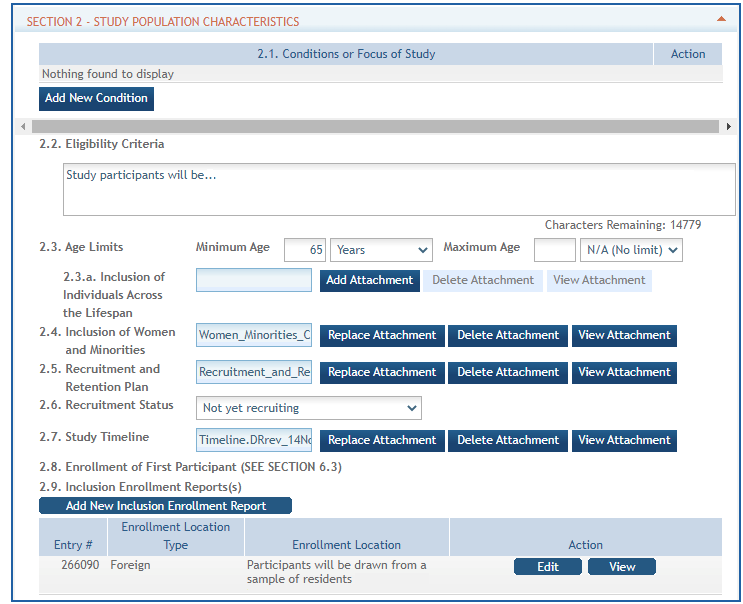 SECTION 2 - STUDY POPULATION CHARACTERISTICS
2.1. Conditions or Focus of Study Action
Nothing found to display
Add New Condition
2.2. Eligibility Criteria
Study participants will be...
Characters Remaining: 14779
2.3. Age Limits Minimum Age 65 Years Maximum Age N/A (No limit)
2.3.a. Inclusion of
Individuals Across
the Lifespan
Add Attachment Delete Attachment View Attachment
2.4. Inclusion of Women
and Minorities
Women_Minorities_C Replace Attachment Delete Attachment View Attachment
2.5. Recruitment and
Retention Plan
Recruitment_and_Re Replace Attachment Delete Attachment View Attachment
2.6. Recruitment Status Not yet recruiting
2.7. Study Timeline Timeline.DRrev_14No Replace Attachment Delete Attachment View Attachment
2.8. Enrollment of First Participant (SEE SECTION 6.3)
2.9. Inclusion Enrollment Reports(s)
Add New Inclusion Enrollment Report
Entry # Enrollment Location
Type Enrollment Location Action
266090 Foreign Participants will be drawn from a
sample of residents Edit View